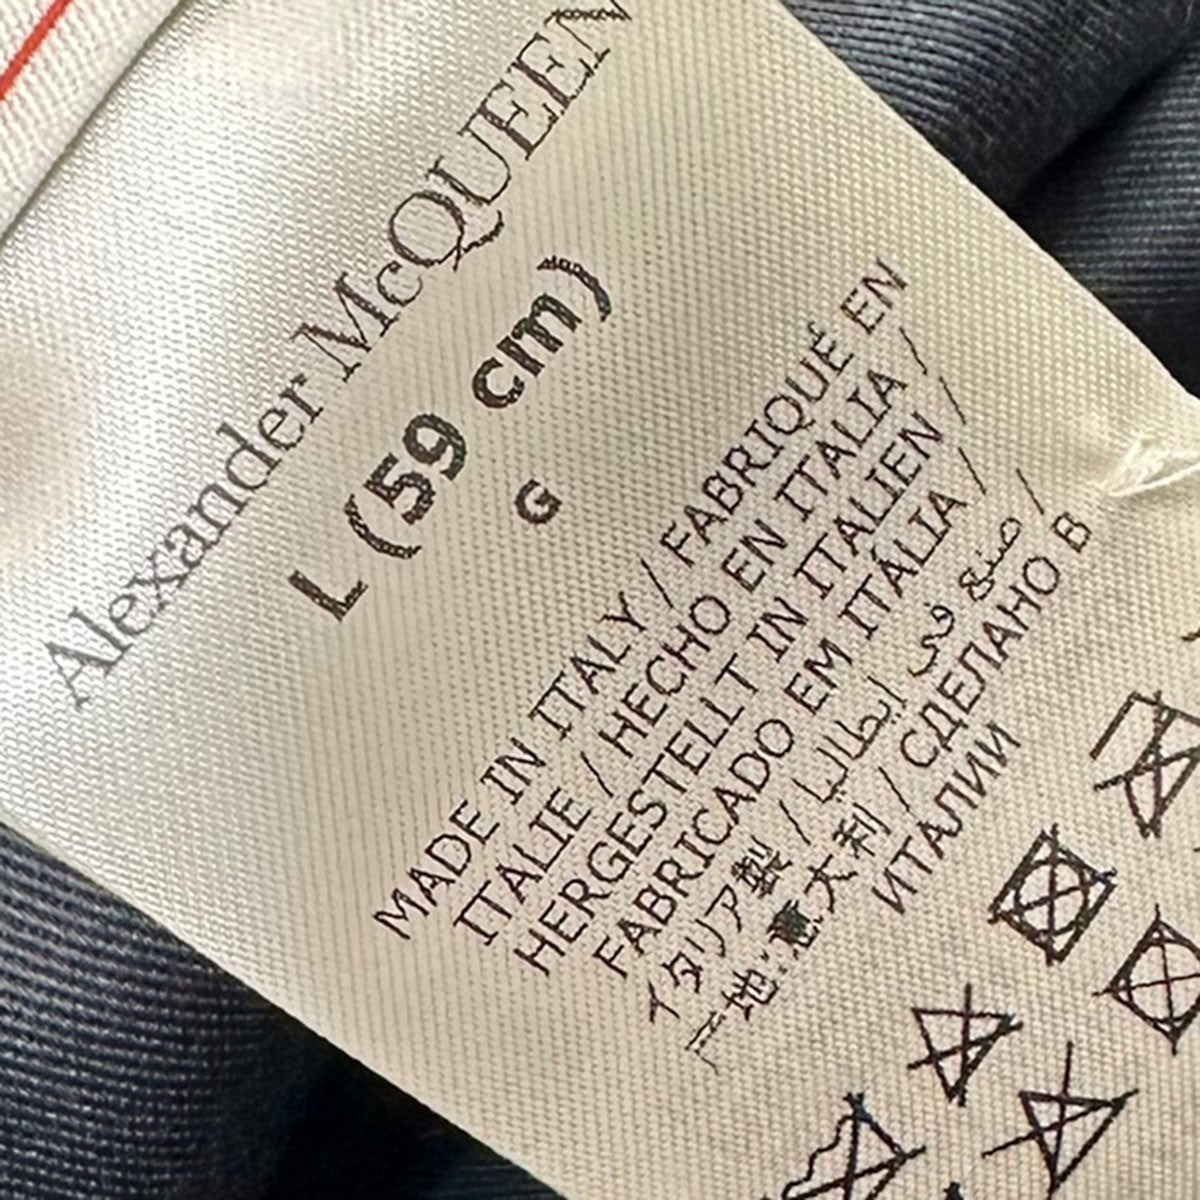 Alexander McQUEEN
L (59 cm)
G
MADE IN ITALY / FABRIQUÉ EN
ITALIE / HECHO EN ITALIA /
HERGESTELLT IN ITALIEN /
FABRICADO EM ITÁLIA /
イタリア製 / صنع في ايطاليا /
产地:意大利 / СДЕЛАНО В
ИТАЛИИ